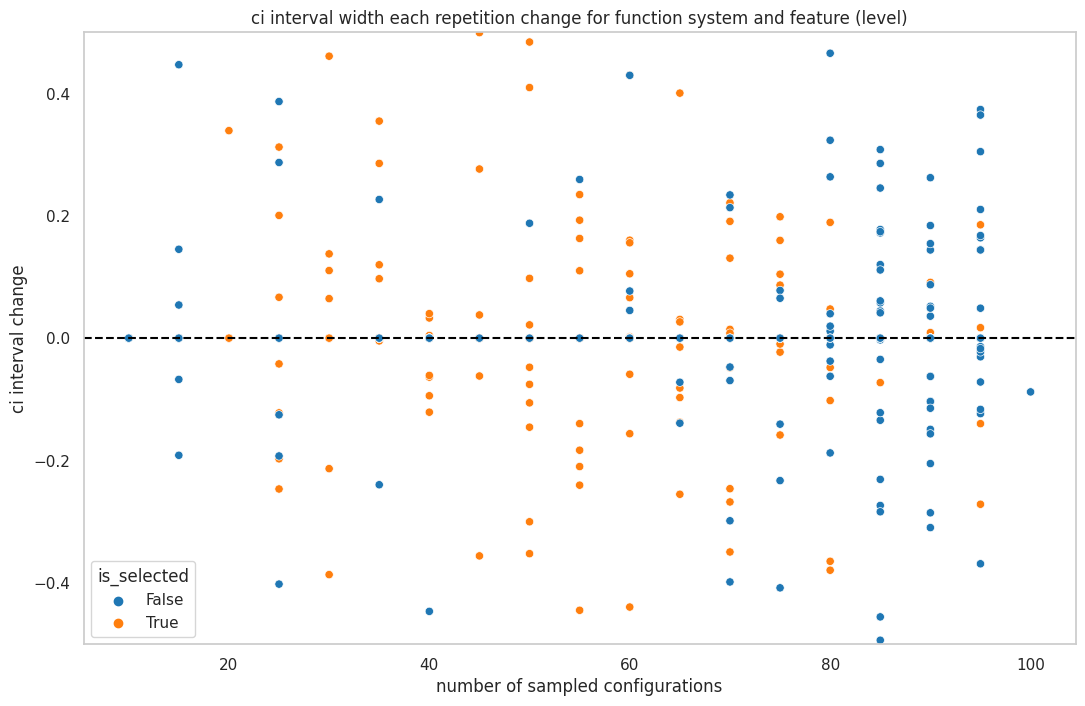 ci interval width each repetition change for function system and feature (level)
ci interval change
0.4
0.2
0.0
−0.2
−0.4
is_selected
False
True
20
40
60
80
100
number of sampled configurations